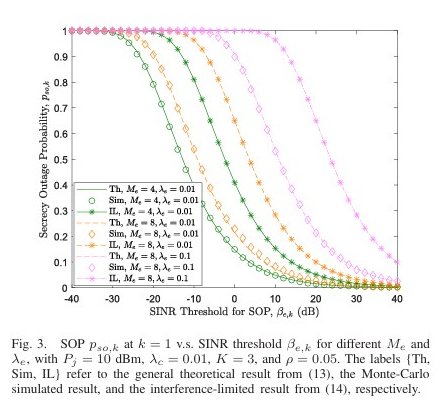 1
0.9
0.8
0.7
0.6
0.5
0.4
0.3
0.2
0.1
0
Secrecy Outage Probability, p_{so,k}
Th, M_e = 4, λ_e = 0.01
Sim, M_e = 4, λ_e = 0.01
IL, M_e = 4, λ_e = 0.01
Th, M_e = 8, λ_e = 0.01
Sim, M_e = 8, λ_e = 0.01
IL, M_e = 8, λ_e = 0.01
Th, M_e = 8, λ_e = 0.1
Sim, M_e = 8, λ_e = 0.1
IL, M_e = 8, λ_e = 0.1
-40 -30 -20 -10 0 10 20 30 40
SINR Threshold for SOP, β_{e,k} (dB)
Fig. 3. SOP p_{so,k} at k = 1 v.s. SINR threshold β_{e,k} for different M_e and
λ_e, with P_j = 10 dBm, λ_c = 0.01, K = 3, and ρ = 0.05. The labels {Th,
Sim, IL} refer to the general theoretical result from (13), the Monte-Carlo
simulated result, and the interference-limited result from (14), respectively.